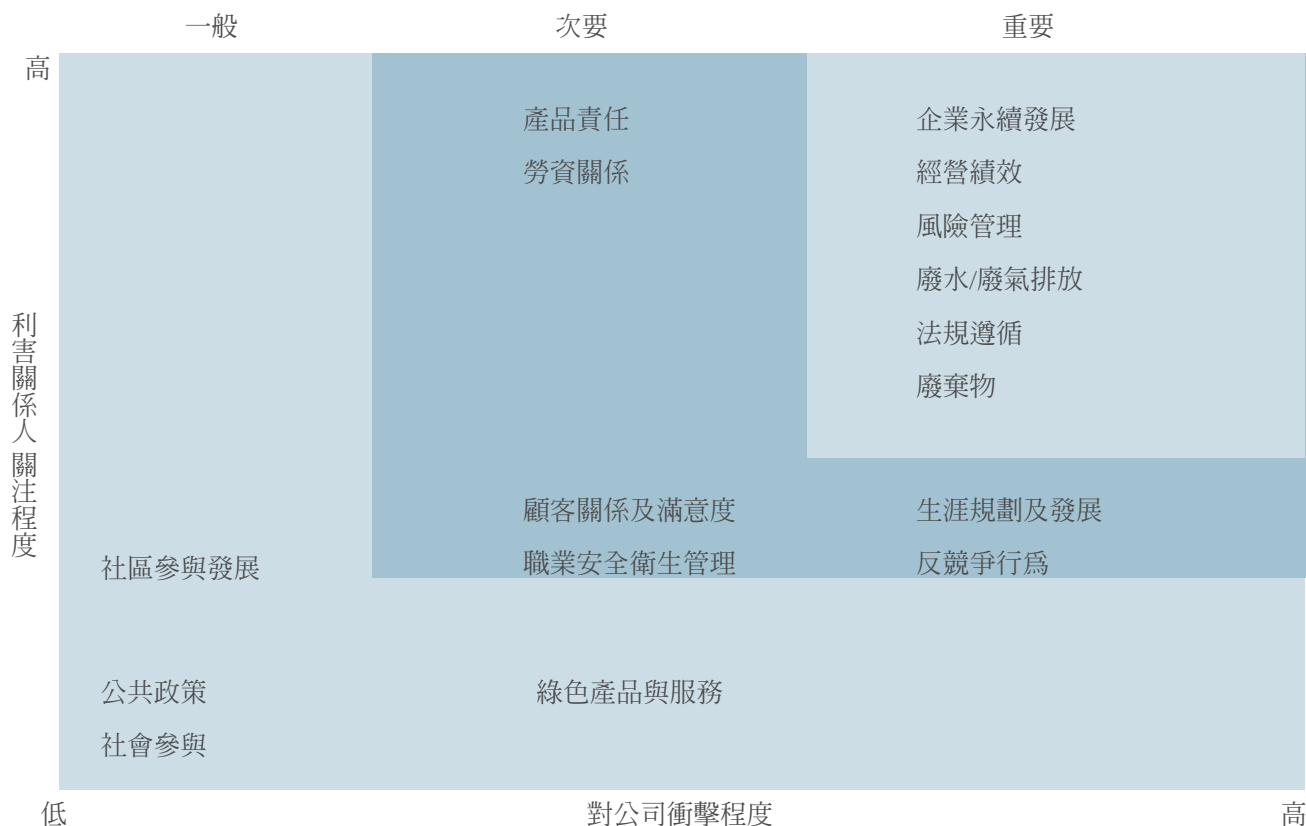 一般
次要
重要
高
產品責任
勞資關係
企業永續發展
經營績效
風險管理
廢水/廢氣排放
法規遵循
廢棄物
利害關係人關注程度
顧客關係及滿意度
職業安全衛生管理
生涯規劃及發展
反競爭行為
社區參與發展
公共政策
社會參與
綠色產品與服務
低
對公司衝擊程度
高